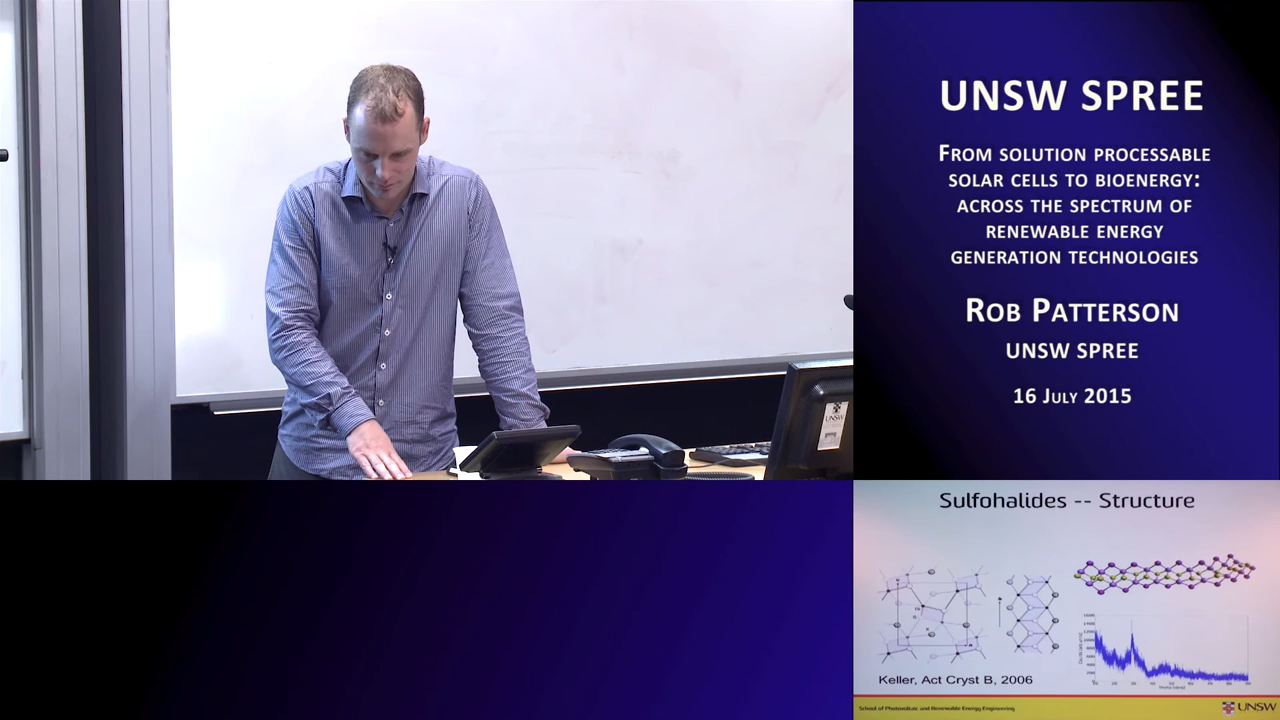 UNSW SPREE
From solution processable
solar cells to bioenergy:
across the spectrum of
renewable energy
generation technologies
Rob Patterson
UNSW SPREE
16 July 2015
UNSW
Sulfohalides -- Structure
Keller, Act Cryst B, 2006
School of Photovoltaic and Renewable Energy Engineering
UNSW